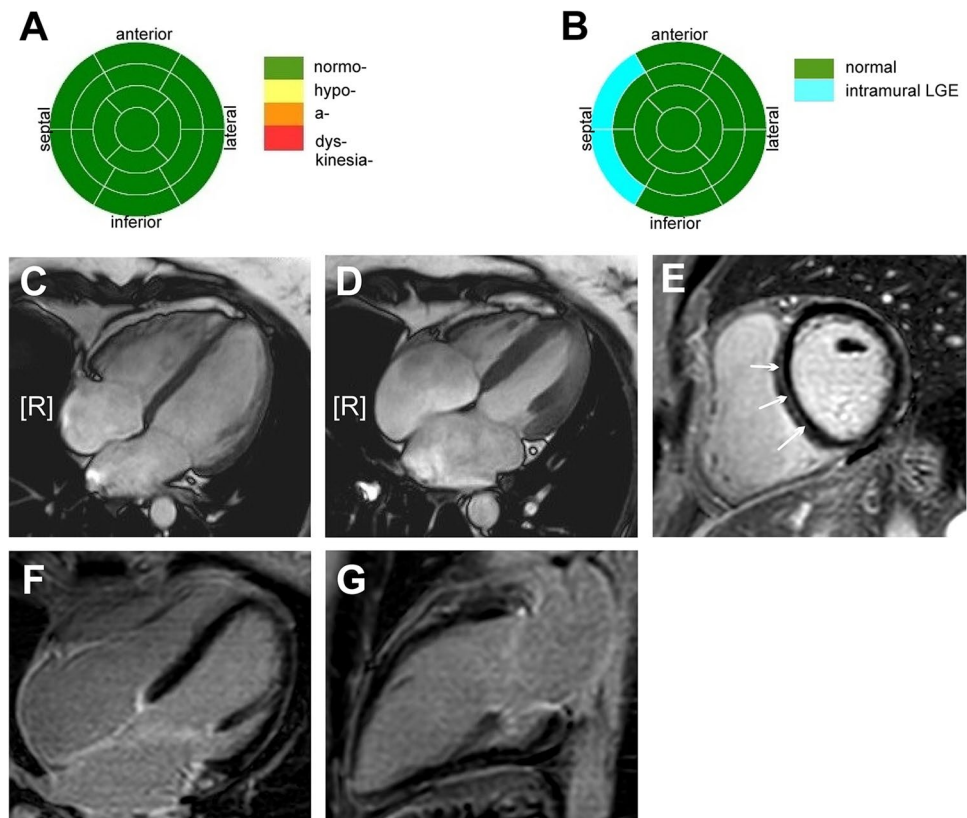 A
anterior
septal
lateral
inferior
normo-
hypo-
a-
dys-
kinesia-
B
anterior
septal
lateral
inferior
normal
intramural LGE
C
[R]
D
[R]
E
F
G